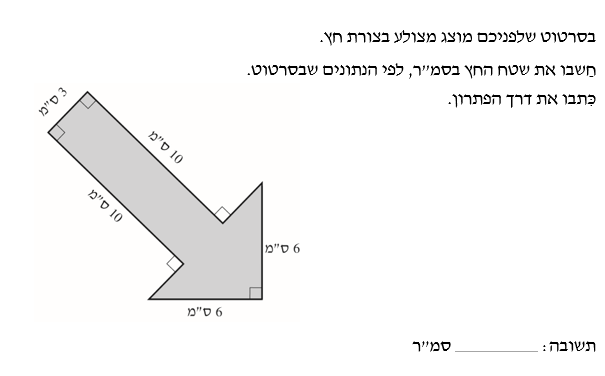 בסרטוט שלפניכם מוצג מצולע בצורת חץ.
חַשבו את שטח החץ בסמ״ר, לפי הנתונים שבסרטוט.
כִּתבו את דרך הפתרון.
3 ס״מ
10 ס״מ
10 ס״מ
6 ס״מ
6 ס״מ
תשובה: __________ סמ״ר